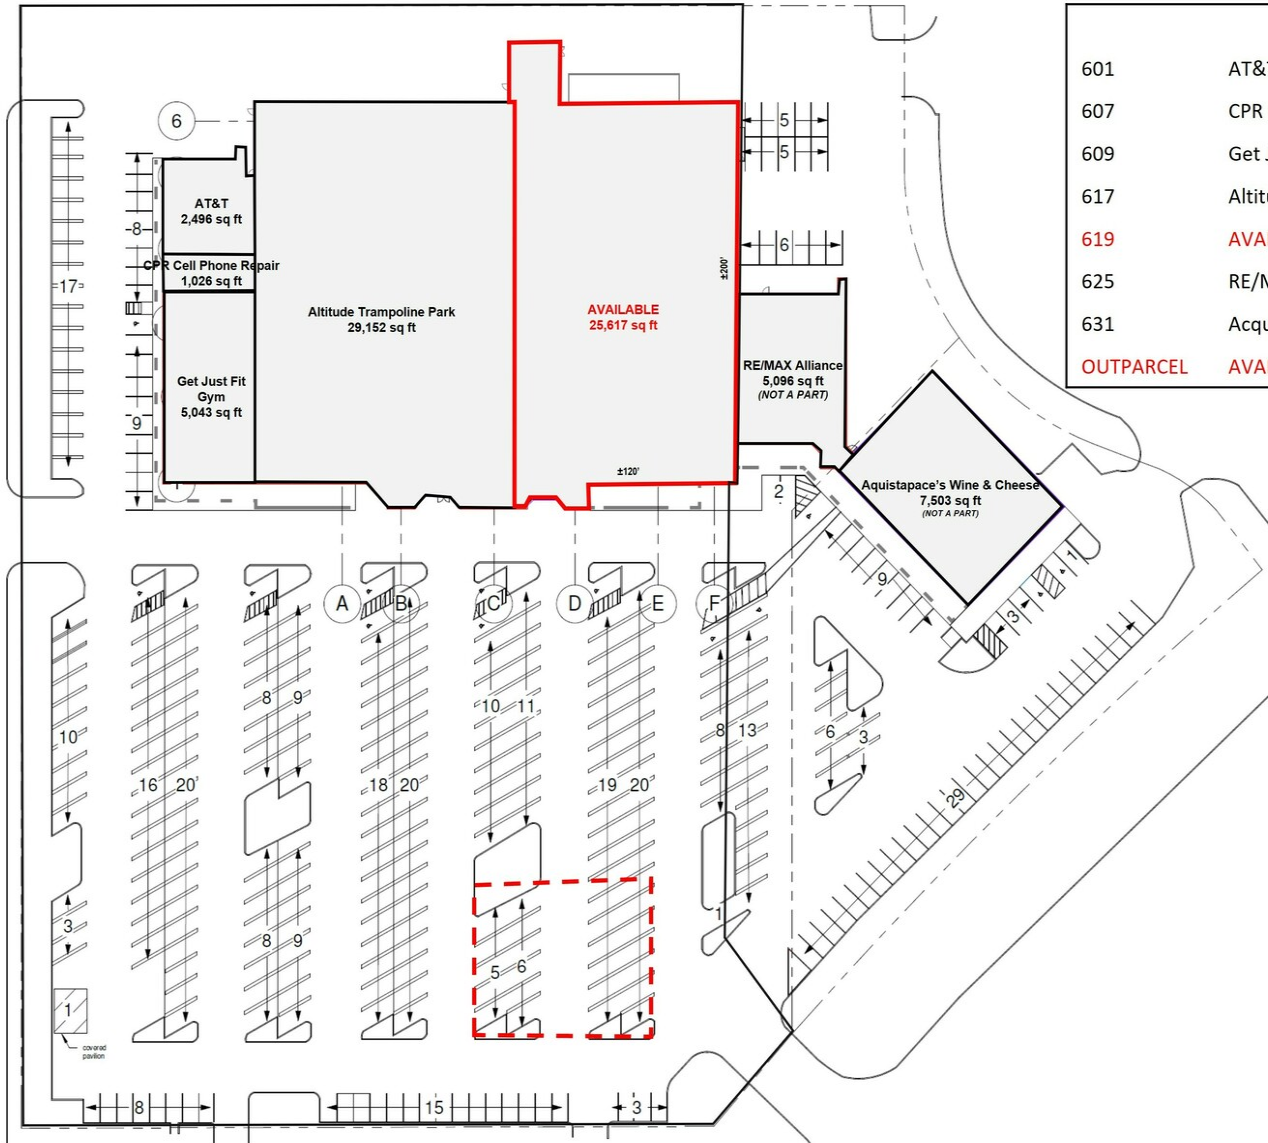 601 AT&T
607 CPR
609 Get J
617 Altitu
619 AVA
625 RE/M
631 Acqu
OUTPARCEL AVA
6
5
5
6
AT&T
2,496 sq ft
CPR Cell Phone Repair
1,026 sq ft
Get Just Fit
Gym
5,043 sq ft
Altitude Trampoline Park
29,152 sq ft
AVAILABLE
25,617 sq ft
±200'
±120'
RE/MAX Alliance
5,096 sq ft
(NOT A PART)
Aquistapace's Wine & Cheese
7,503 sq ft
(NOT A PART)
8
17
9
2
9
1
3
A
B
C
D
E
F
10
8
9
10
11
8
13
6
3
16
20'
18
20
19
20
29
3
8
9
5
6
1
1
covered
pavilion
8
15
3